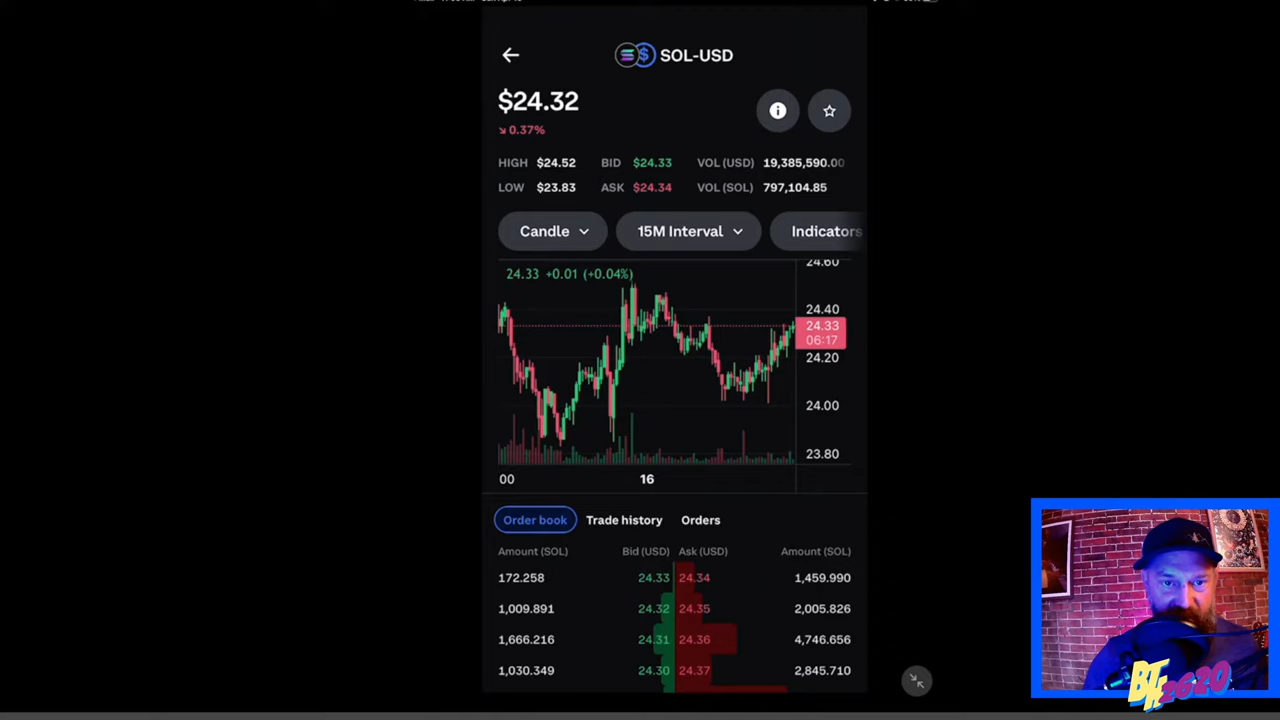 SOL-USD
$24.32
↘ 0.37%
HIGH $24.52 BID $24.33 VOL (USD) 19,385,590.00
LOW $23.83 ASK $24.34 VOL (SOL) 797,104.85
Candle 15M Interval Indicators
24.60
24.33 +0.01 (+0.04%)
24.40
24.33
06:17
24.20
24.00
23.80
00 16
Order book Trade history Orders
Amount (SOL) Bid (USD) Ask (USD) Amount (SOL)
172.258 24.33 24.34 1,459.990
1,009.891 24.32 24.35 2,005.826
1,666.216 24.31 24.36 4,746.656
1,030.349 24.30 24.37 2,845.710
BTK2620